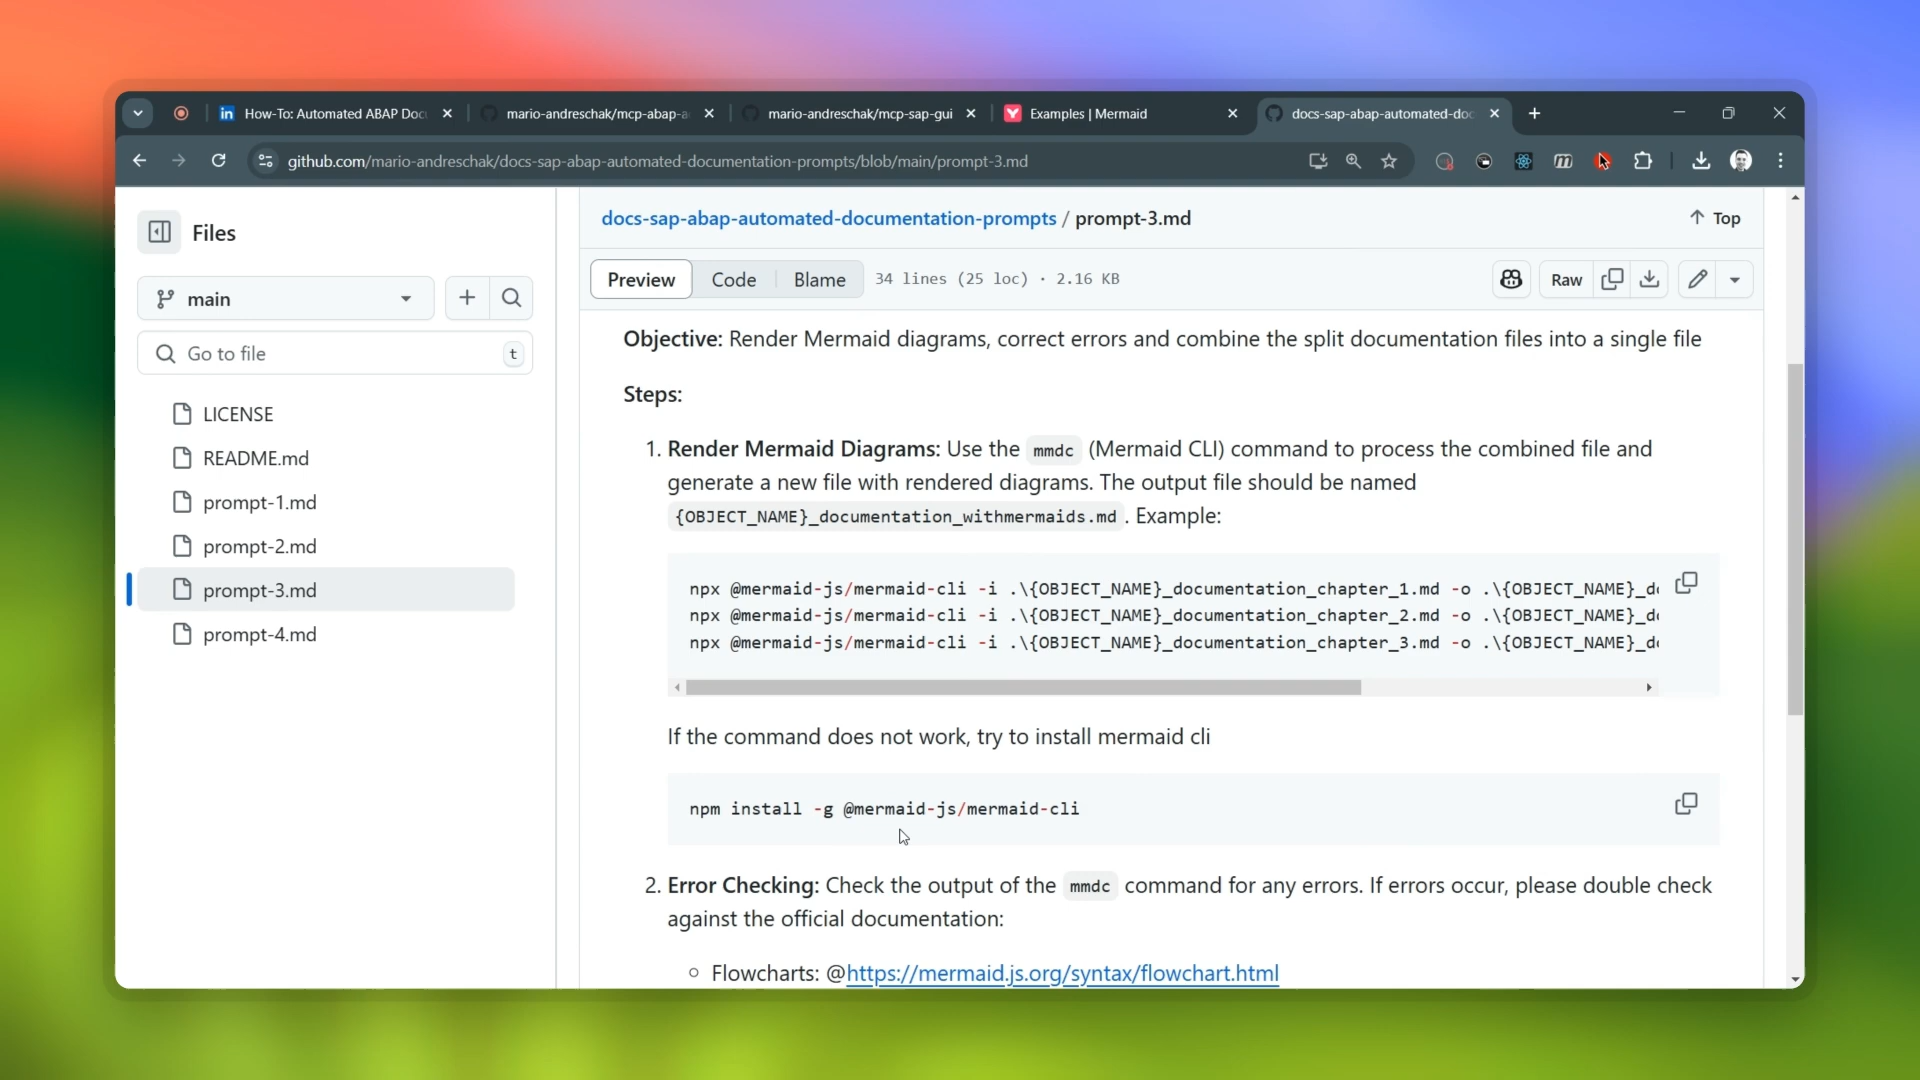 How-To: Automated ABAP Doc
mario-andreschak/mcp-abap-a
mario-andreschak/mcp-sap-gui
Examples | Mermaid
docs-sap-abap-automated-doc
github.com/mario-andreschak/docs-sap-abap-automated-documentation-prompts/blob/main/prompt-3.md
Files
main
Go to file
t
LICENSE
README.md
prompt-1.md
prompt-2.md
prompt-3.md
prompt-4.md
docs-sap-abap-automated-documentation-prompts / prompt-3.md
Top
Preview
Code
Blame
34 lines (25 loc) · 2.16 KB
Raw
Objective: Render Mermaid diagrams, correct errors and combine the split documentation files into a single file
Steps:
1. Render Mermaid Diagrams: Use the mmdc (Mermaid CLI) command to process the combined file and
generate a new file with rendered diagrams. The output file should be named
{OBJECT_NAME}_documentation_withmermaids.md . Example:
npx @mermaid-js/mermaid-cli -i .\{OBJECT_NAME}_documentation_chapter_1.md -o .\{OBJECT_NAME}_d
npx @mermaid-js/mermaid-cli -i .\{OBJECT_NAME}_documentation_chapter_2.md -o .\{OBJECT_NAME}_d
npx @mermaid-js/mermaid-cli -i .\{OBJECT_NAME}_documentation_chapter_3.md -o .\{OBJECT_NAME}_d
If the command does not work, try to install mermaid cli
npm install -g @mermaid-js/mermaid-cli
2. Error Checking: Check the output of the mmdc command for any errors. If errors occur, please double check
against the official documentation:
Flowcharts: @https://mermaid.js.org/syntax/flowchart.html